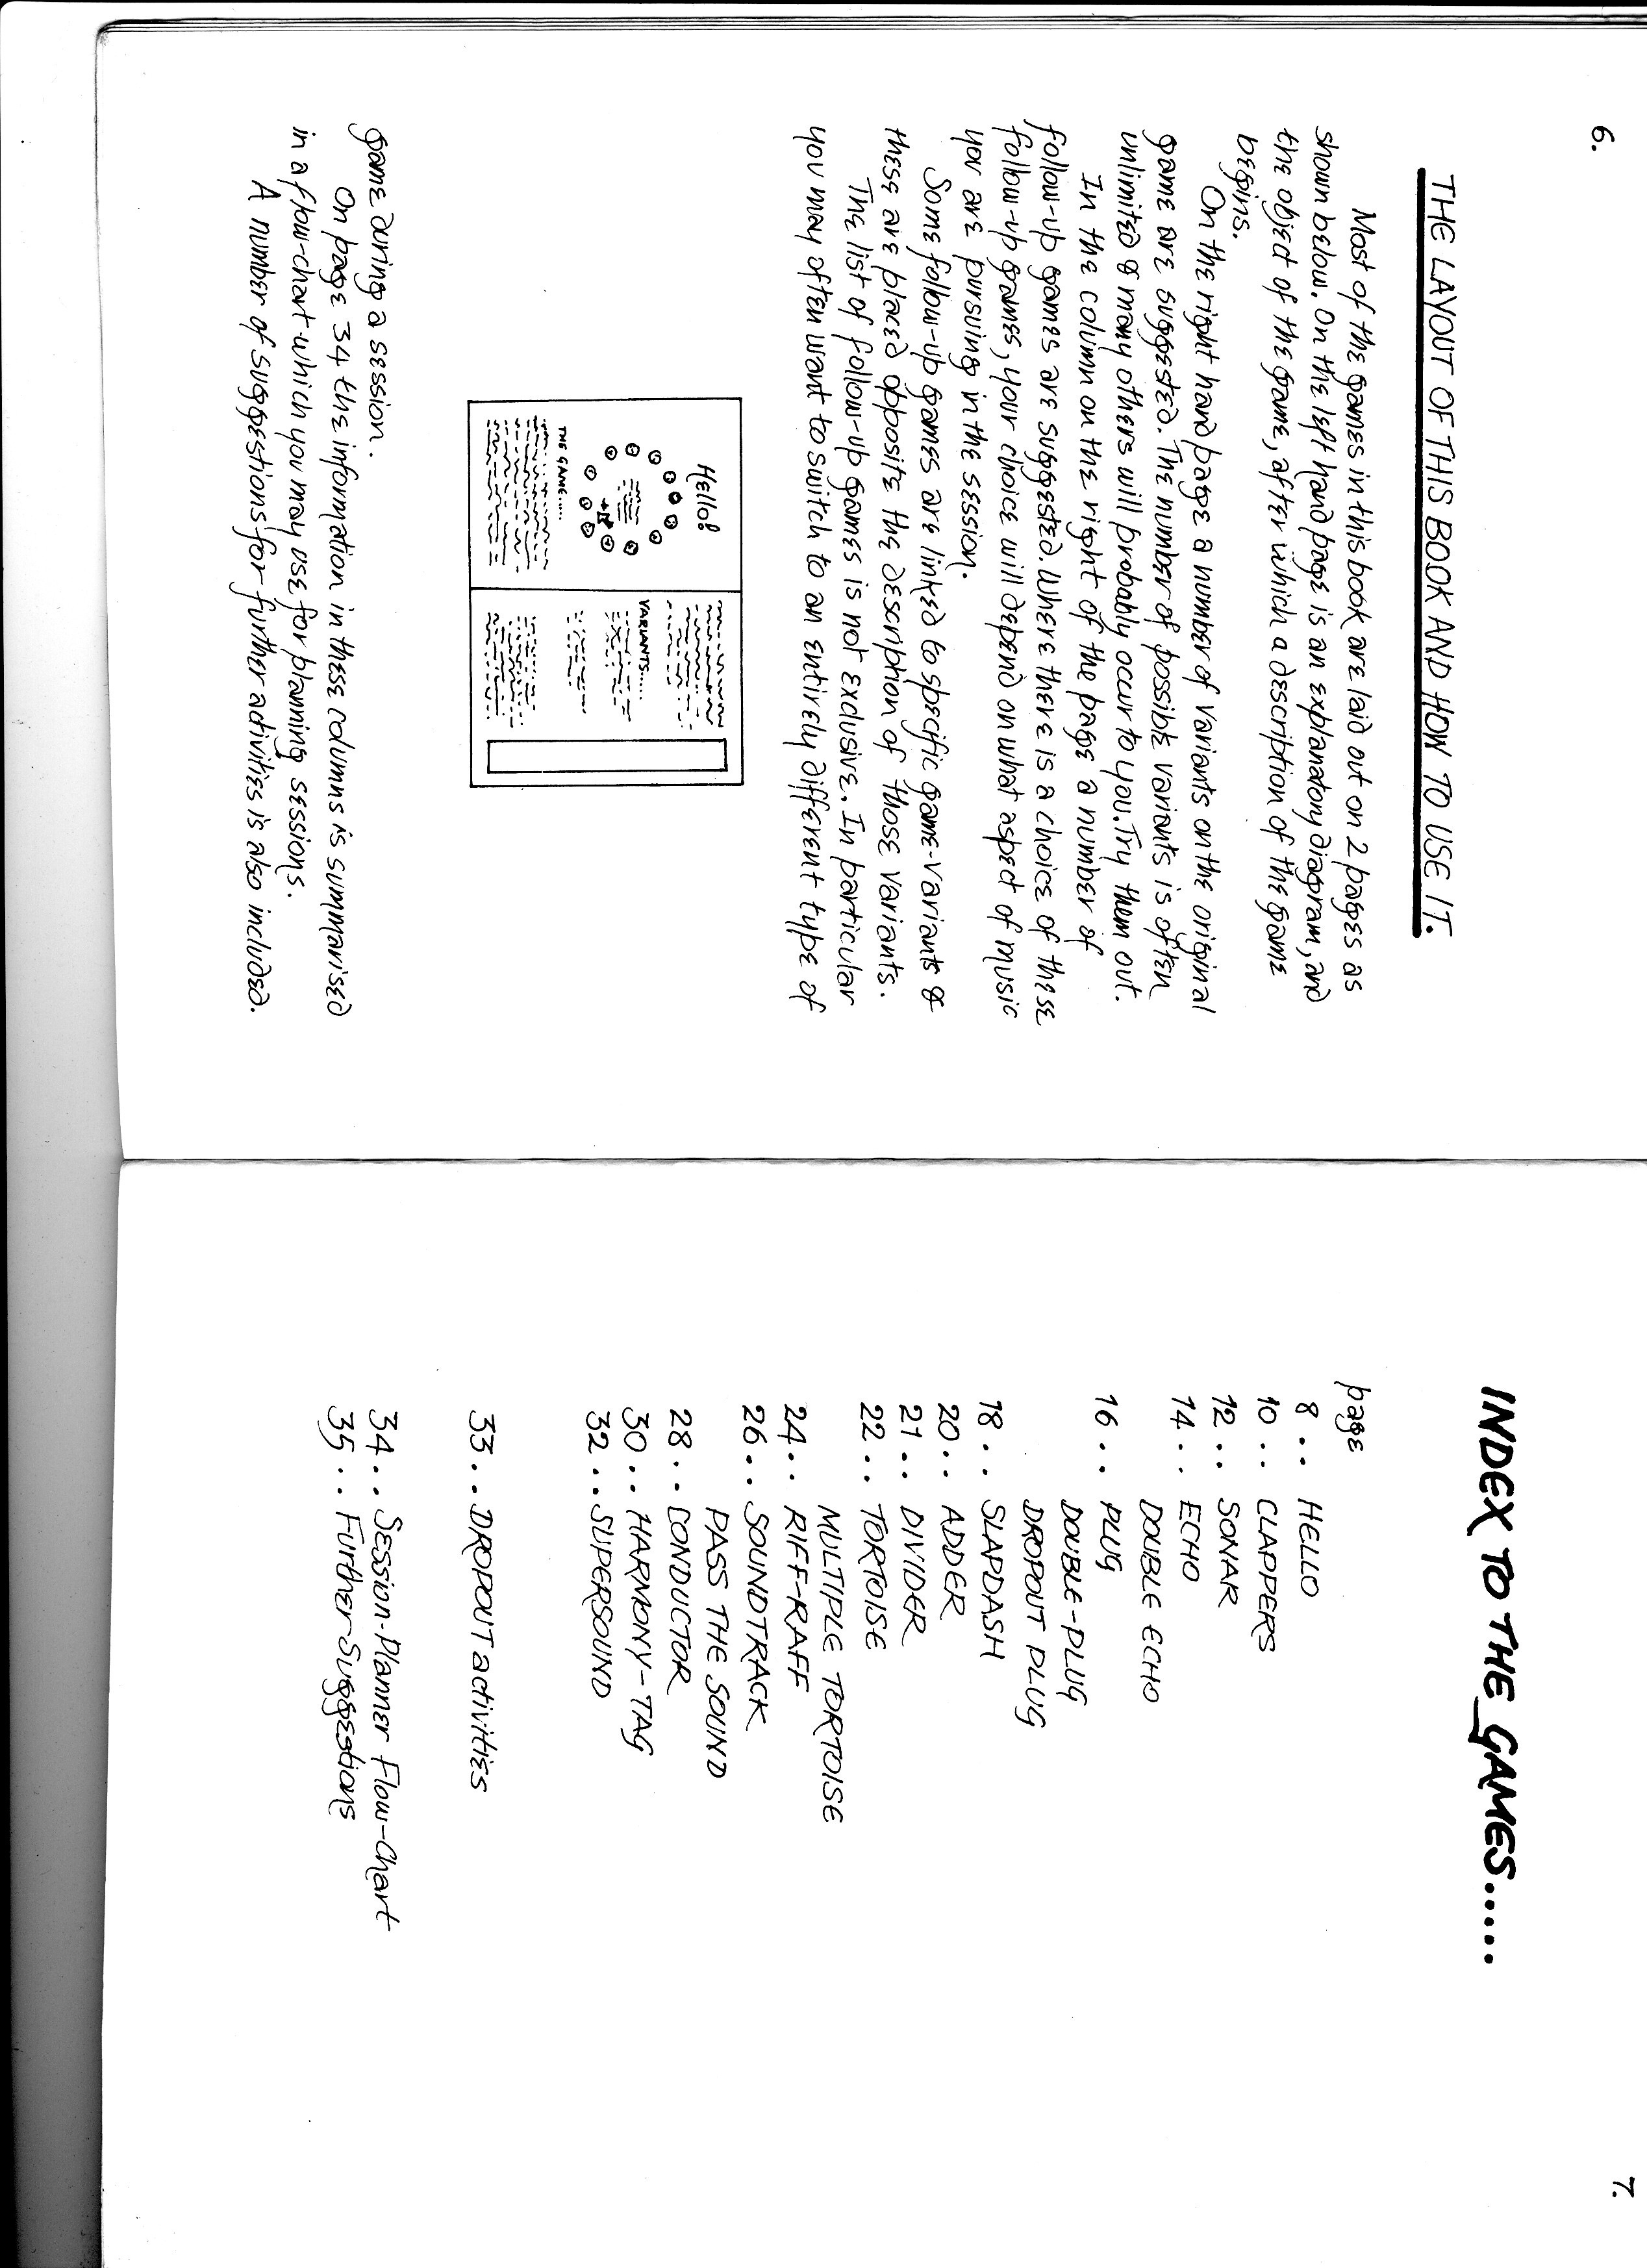 6.
THE LAYOUT OF THIS BOOK AND HOW TO USE IT.
Most of the games in this book are laid out on 2 pages as
shown below. On the left hand page is an explanatory diagram, and
the object of the game, after which a description of the game
begins.
On the right hand page a number of variants on the original
game are suggested. The number of possible variants is often
unlimited & many others will probably occur to you. Try them out.
In the column on the right of the page a number of
follow-up games are suggested. Where there is a choice of these
follow-up games, your choice will depend on what aspect of music
you are pursuing in the session.
Some follow-up games are linked to specific game-variants &
these are placed opposite the description of those variants.
The list of follow-up games is not exclusive. In particular
you may often want to switch to an entirely different type of
Hello!
THE GAME......
VARIANTS.....
game during a session.
On page 34 the information in these columns is summarised
in a flow-chart which you may use for planning sessions.
A number of suggestions for further activities is also included.
7.
INDEX TO THE GAMES.....
page
8 .. HELLO
10 .. CLAPPERS
12 .. SONAR
14 .. ECHO
DOUBLE ECHO
16 .. PLUG
DOUBLE-PLUG
DROPOUT PLUG
18 .. SLAPDASH
20 .. ADDER
21 .. DIVIDER
22 .. TORTOISE
MULTIPLE TORTOISE
24 .. RIFF-RAFF
26 .. SOUNDTRACK
PASS THE SOUND
28 .. CONDUCTOR
30 .. HARMONY-TAG
32 .. SUPERSOUND
33 .. DROPOUT activities
34 .. Session-Planner Flow-Chart
35 .. Further Suggestions